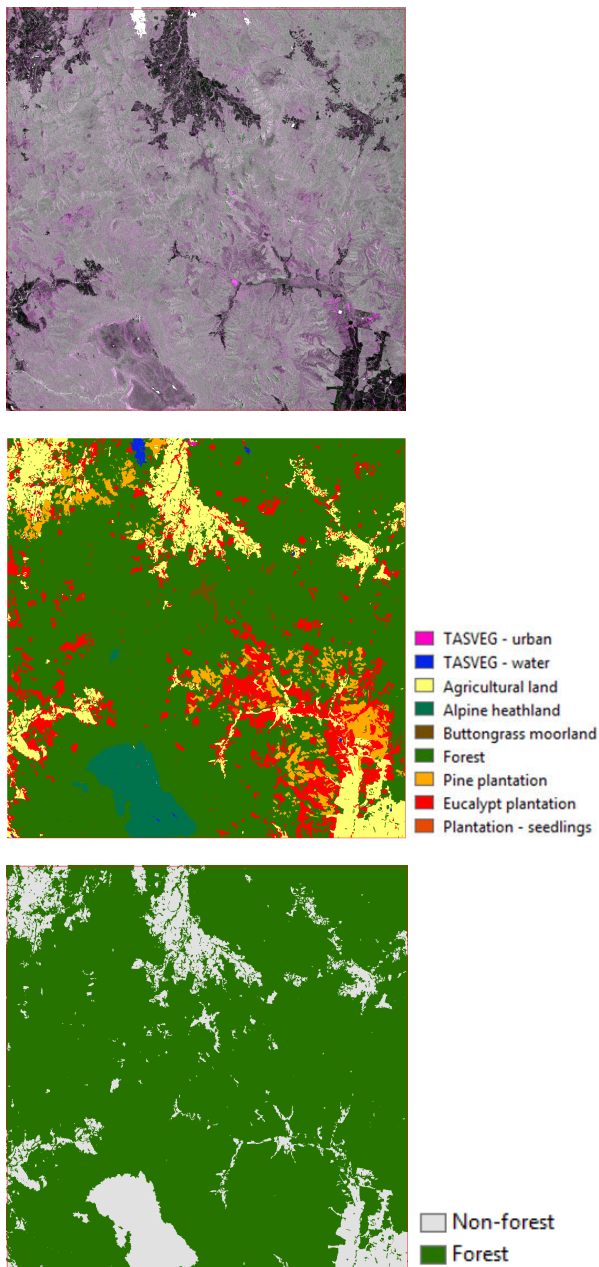 TASVEG - urban
TASVEG - water
Agricultural land
Alpine heathland
Buttongrass moorland
Forest
Pine plantation
Eucalypt plantation
Plantation - seedlings
Non-forest
Forest